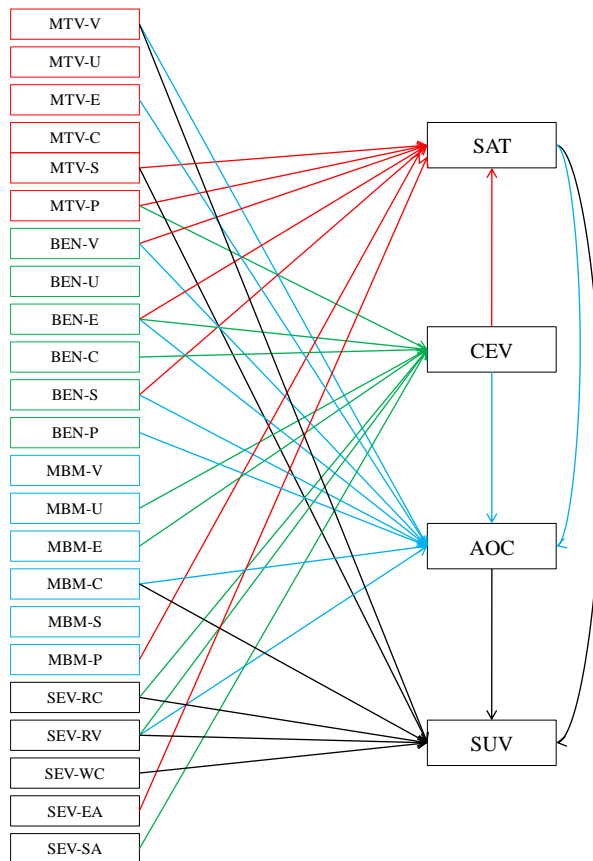 MTV-V
MTV-U
MTV-E
MTV-C
MTV-S
MTV-P
BEN-V
BEN-U
BEN-E
BEN-C
BEN-S
BEN-P
MBM-V
MBM-U
MBM-E
MBM-C
MBM-S
MBM-P
SEV-RC
SEV-RV
SEV-WC
SEV-EA
SEV-SA
SAT
CEV
AOC
SUV